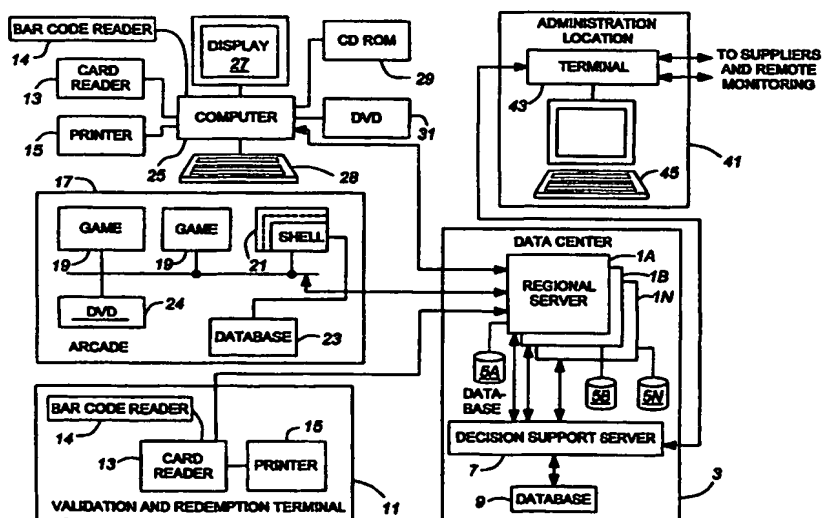 BAR CODE READER
14
CARD
READER
13
PRINTER
15
DISPLAY
27
COMPUTER
25
28
CD ROM
29
DVD
31
ADMINISTRATION
LOCATION
TERMINAL
43
TO SUPPLIERS
AND REMOTE
MONITORING
45
41
17
GAME
19
GAME
19
21
SHELL
DVD
24
DATABASE
23
ARCADE
DATA CENTER
1A
1B
1N
REGIONAL
SERVER
5A
DATA-
BASE
5B
5N
DECISION SUPPORT SERVER
7
9
DATABASE
3
BAR CODE READER
14
13
CARD
READER
15
PRINTER
VALIDATION AND REDEMPTION TERMINAL
11